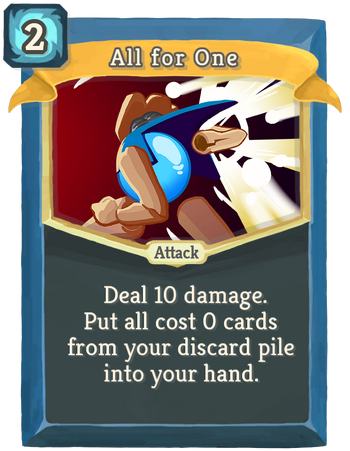 2
All for One
Attack
Deal 10 damage.
Put all cost 0 cards
from your discard pile
into your hand.